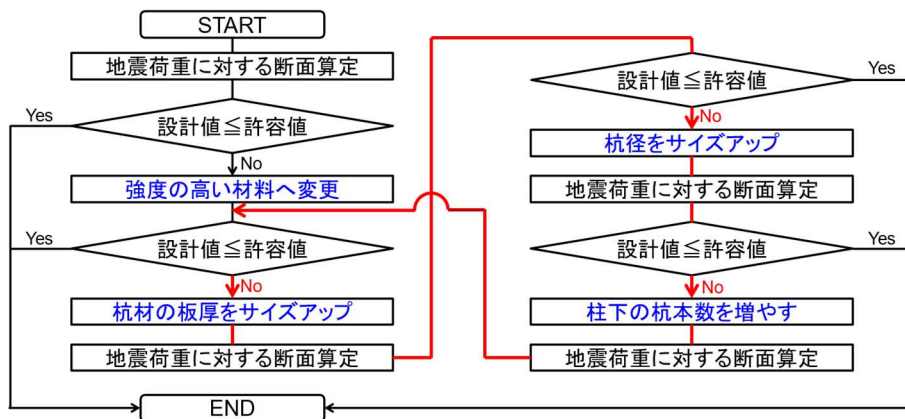 START
地震荷重に対する断面算定
Yes
設計値≦許容値
No
強度の高い材料へ変更
Yes
設計値≦許容値
No
杭材の板厚をサイズアップ
地震荷重に対する断面算定
END
設計値≦許容値
Yes
No
杭径をサイズアップ
地震荷重に対する断面算定
設計値≦許容値
Yes
No
柱下の杭本数を増やす
地震荷重に対する断面算定